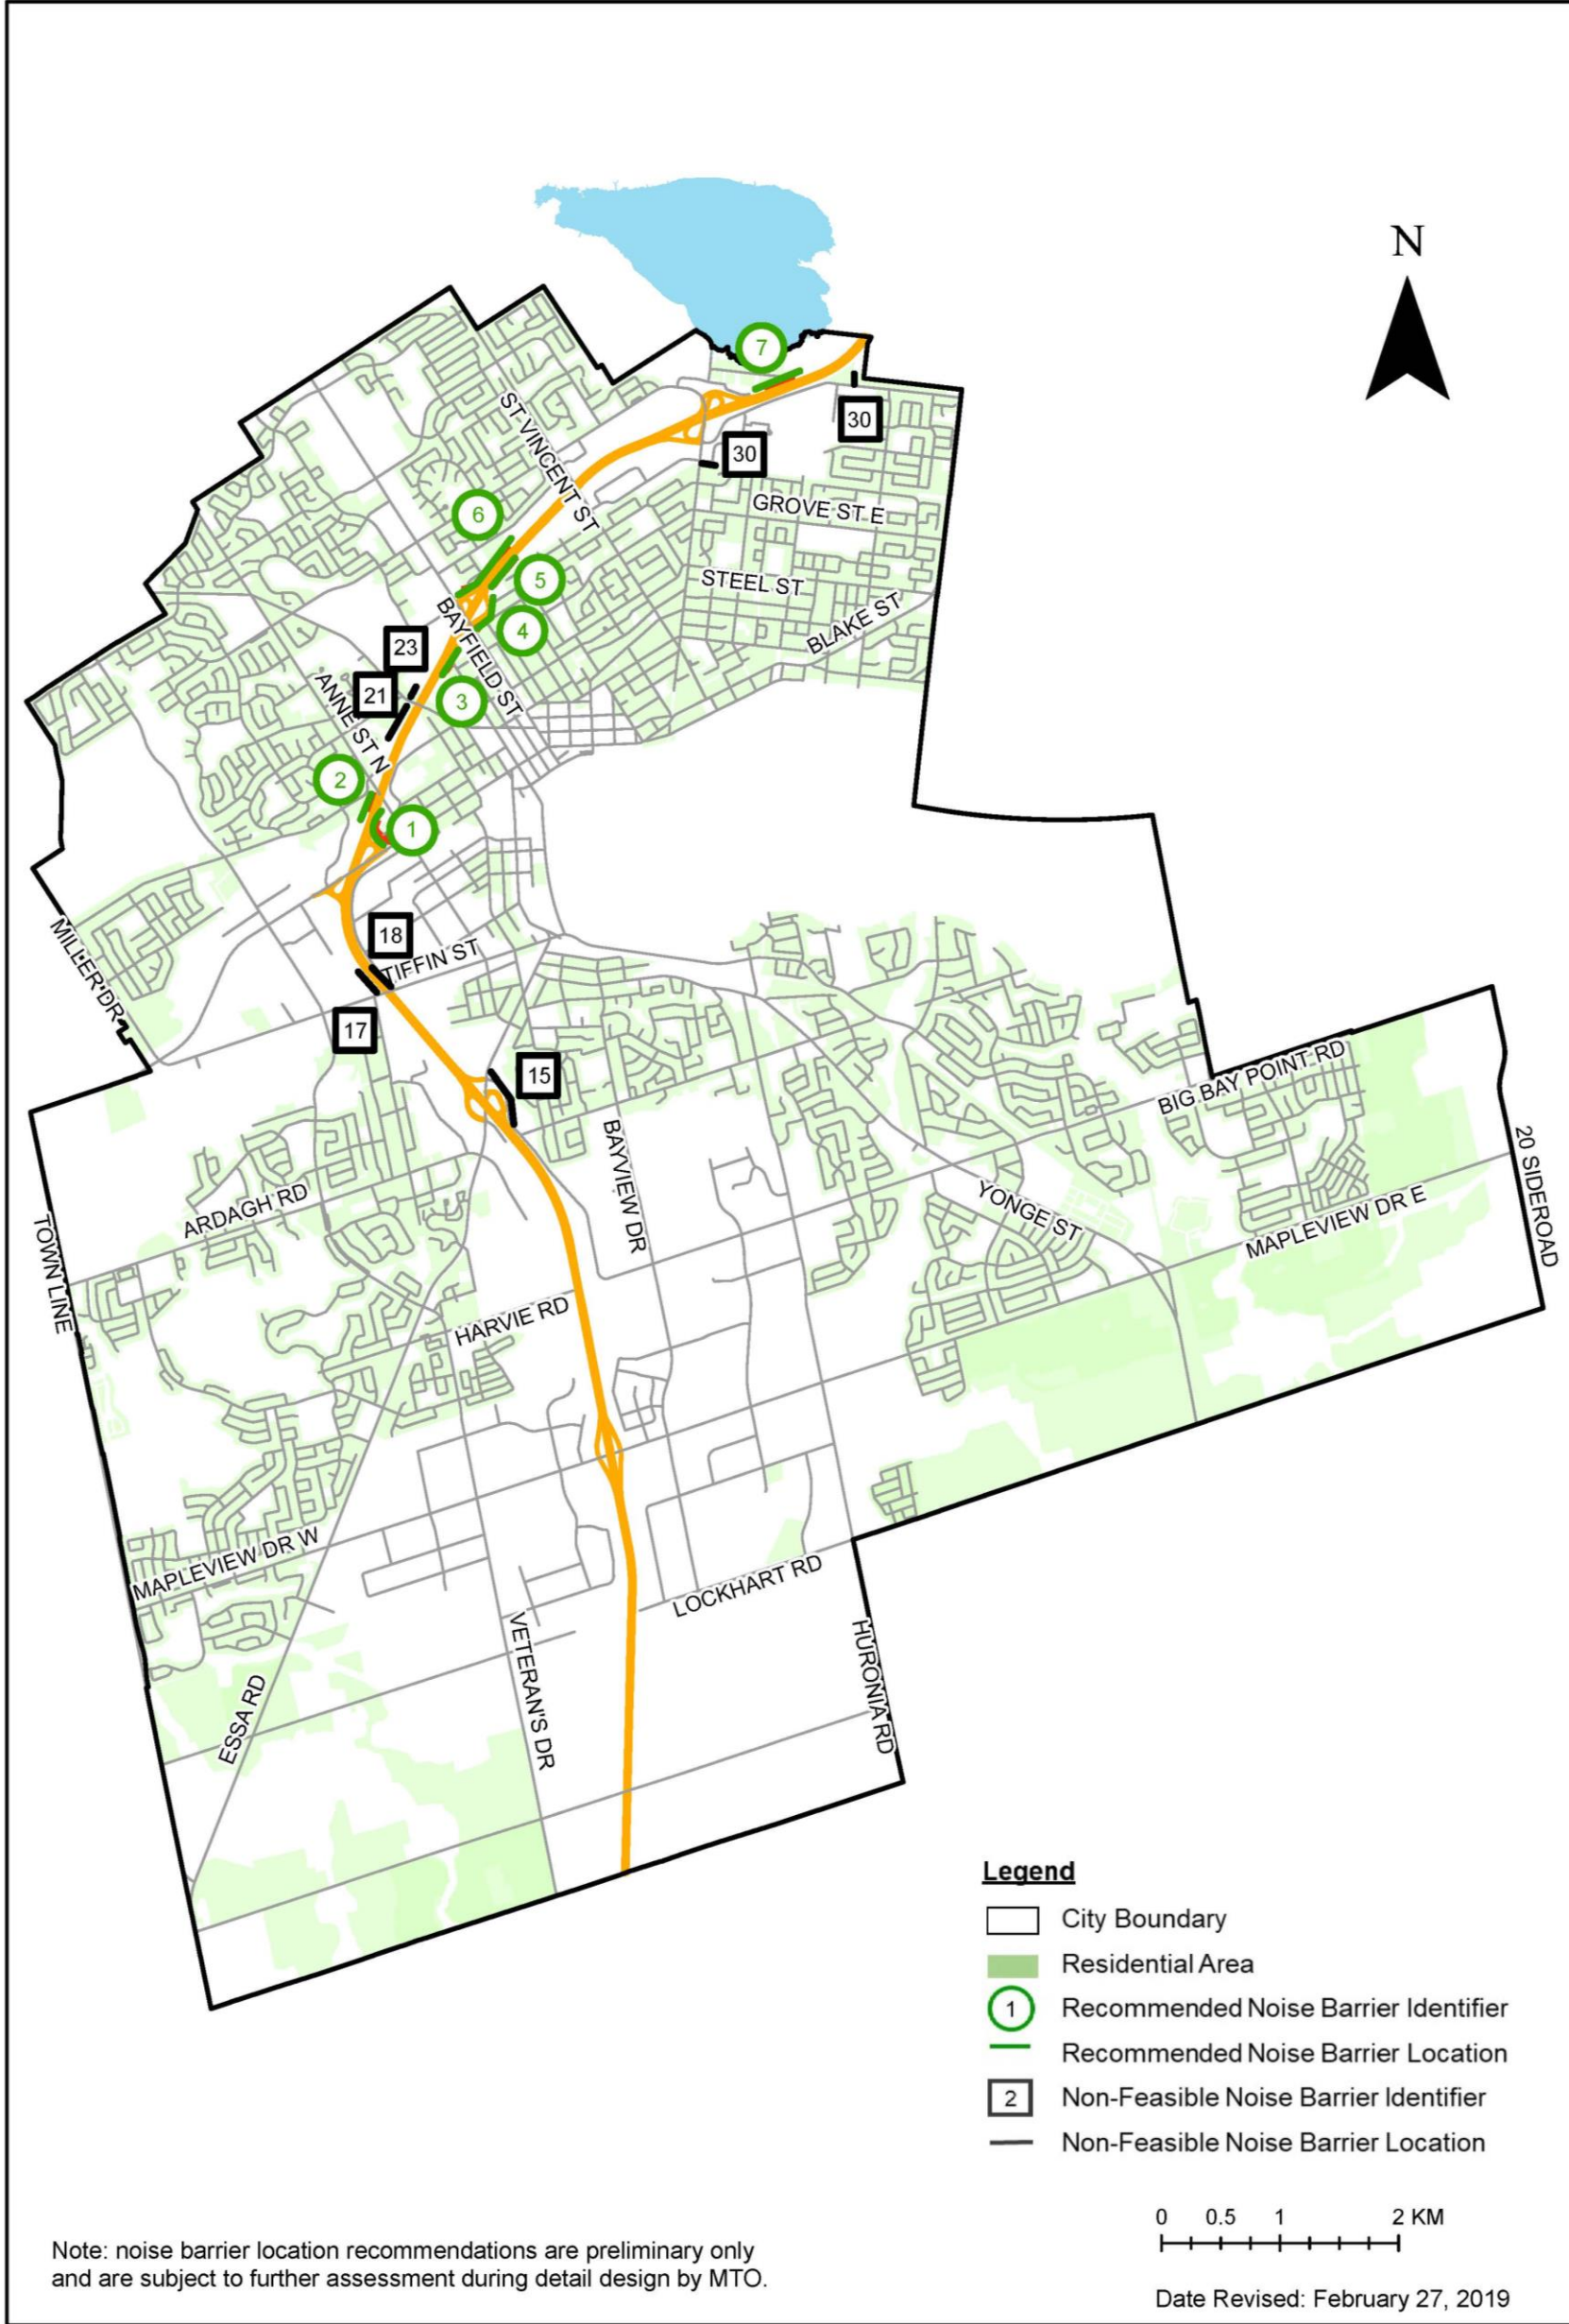 N
7
30
ST VINCENT ST
30
GROVE ST E
6
5
STEEL ST
BLAKE ST
4
BAYFIELD ST
23
21
3
ANNE ST N
2
1
MILLER DR
18
TIFFIN ST
17
15
BIG BAY POINT RD
BAYVIEW DR
20 SIDEROAD
YONGE ST
ARDAGH RD
MAPLEVIEW DR E
TOWN LINE
HARVIE RD
MAPLEVIEW DR W
LOCKHART RD
VETERAN'S DR
HURONIA RD
ESSA RD
Legend
City Boundary
Residential Area
1 Recommended Noise Barrier Identifier
Recommended Noise Barrier Location
2 Non-Feasible Noise Barrier Identifier
Non-Feasible Noise Barrier Location
0 0.5 1 2 KM
Note: noise barrier location recommendations are preliminary only
and are subject to further assessment during detail design by MTO.
Date Revised: February 27, 2019